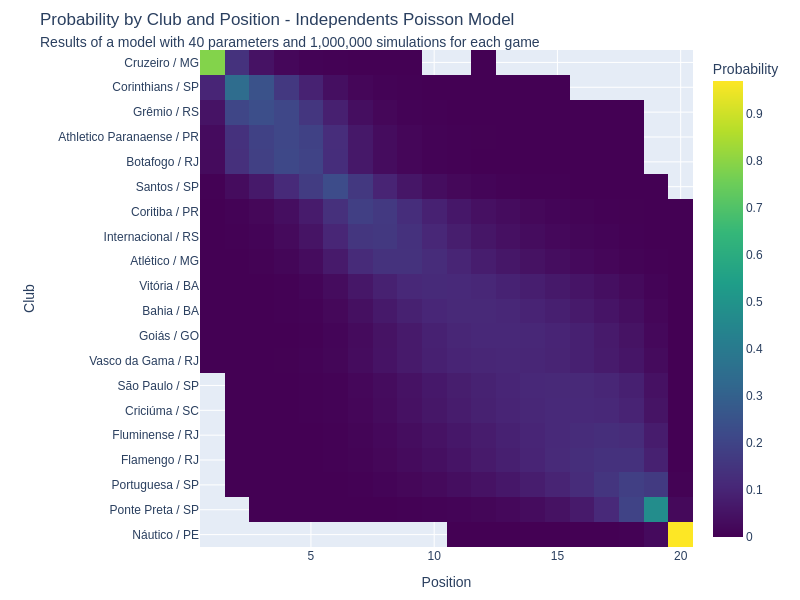 Probability by Club and Position - Independents Poisson Model
Results of a model with 40 parameters and 1,000,000 simulations for each game
Probability
Club
Cruzeiro / MG
Corinthians / SP
Grêmio / RS
Athletico Paranaense / PR
Botafogo / RJ
Santos / SP
Coritiba / PR
Internacional / RS
Atlético / MG
Vitória / BA
Bahia / BA
Goiás / GO
Vasco da Gama / RJ
São Paulo / SP
Criciúma / SC
Fluminense / RJ
Flamengo / RJ
Portuguesa / SP
Ponte Preta / SP
Náutico / PE
0.9
0.8
0.7
0.6
0.5
0.4
0.3
0.2
0.1
0
5
10
15
20
Position